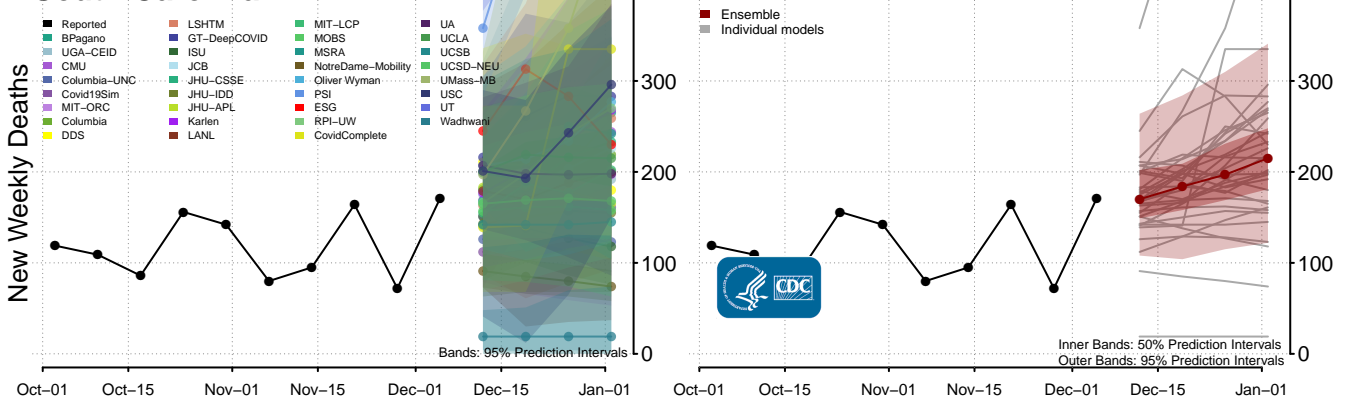 New Weekly Deaths
Reported
BPagano
UGA−CEID
CMU
Columbia−UNC
Covid19Sim
MIT−ORC
Columbia
DDS
LSHTM
GT−DeepCOVID
ISU
JCB
JHU−CSSE
JHU−IDD
JHU−APL
Karlen
LANL
MIT−LCP
MOBS
MSRA
NotreDame−Mobility
Oliver Wyman
PSI
ESG
RPI−UW
CovidComplete
UA
UCLA
UCSB
UCSD−NEU
UMass−MB
USC
UT
Wadhwani
300
200
100
0
Bands: 95% Prediction Intervals
Oct−01 Oct−15 Nov−01 Nov−15 Dec−01 Dec−15 Jan−01
Ensemble
Individual models
300
200
100
0
CDC
Inner Bands: 50% Prediction Intervals
Outer Bands: 95% Prediction Intervals
Oct−01 Oct−15 Nov−01 Nov−15 Dec−01 Dec−15 Jan−01